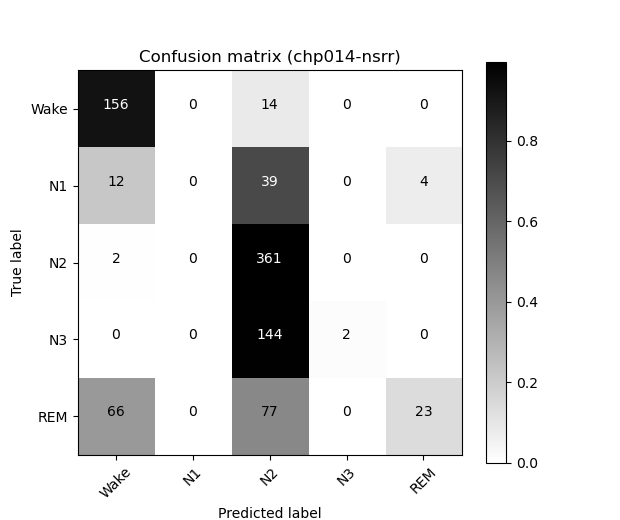 Confusion matrix (chp014-nsrr)
Wake 156 0 14 0 0
N1 12 0 39 0 4
N2 2 0 361 0 0
N3 0 0 144 2 0
REM 66 0 77 0 23
Wake N1 N2 N3 REM
Predicted label
True label
0.8
0.6
0.4
0.2
0.0